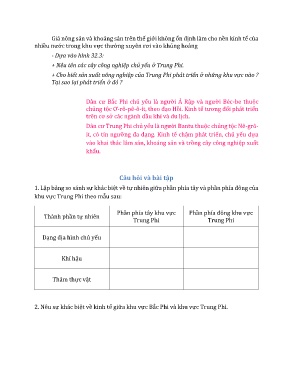 Giá nông sản và khoáng sản trên thế giới không ổn định làm cho nền kinh tế của
nhiều nước trong khu vực thường xuyên rơi vào khủng hoảng
- Dựa vào hình 32.3:
+ Nêu tên các cây công nghiệp chủ yếu ở Trung Phi.
+ Cho biết sản xuất nông nghiệp của Trung Phi phát triển ở những khu vực nào ?
Tại sao lại phát triển ở đó ?
Dân cư Bắc Phi chủ yếu là người Ả Rập và người Béc-be thuộc
chủng tộc Ơ-rô-pê-ô-it, theo đạo Hồi. Kinh tế tương đối phát triển
trên cơ sở các ngành dầu khí và du lịch.
Dân cư Trung Phi chủ yếu là người Bantu thuộc chủng tộc Nê-grô-
it, có tín ngưỡng đa dạng. Kinh tế chậm phát triển, chủ yếu dựa
vào khai thác lâm sản, khoáng sản và trồng cây công nghiệp xuất
khẩu.
Câu hỏi và bài tập
1. Lập bảng so sánh sự khác biệt về tự nhiên giữa phần phía tây và phần phía đông của
khu vực Trung Phi theo mẫu sau:
Thành phần tự nhiên
Phần phía tây khu vực
Trung Phi
Phần phía đông khu vực
Trung Phi
Dạng địa hình chủ yếu
Khí hậu
Thảm thực vật
2. Nêu sự khác biệt về kinh tế giữa khu vực Bắc Phi và khu vực Trung Phi.